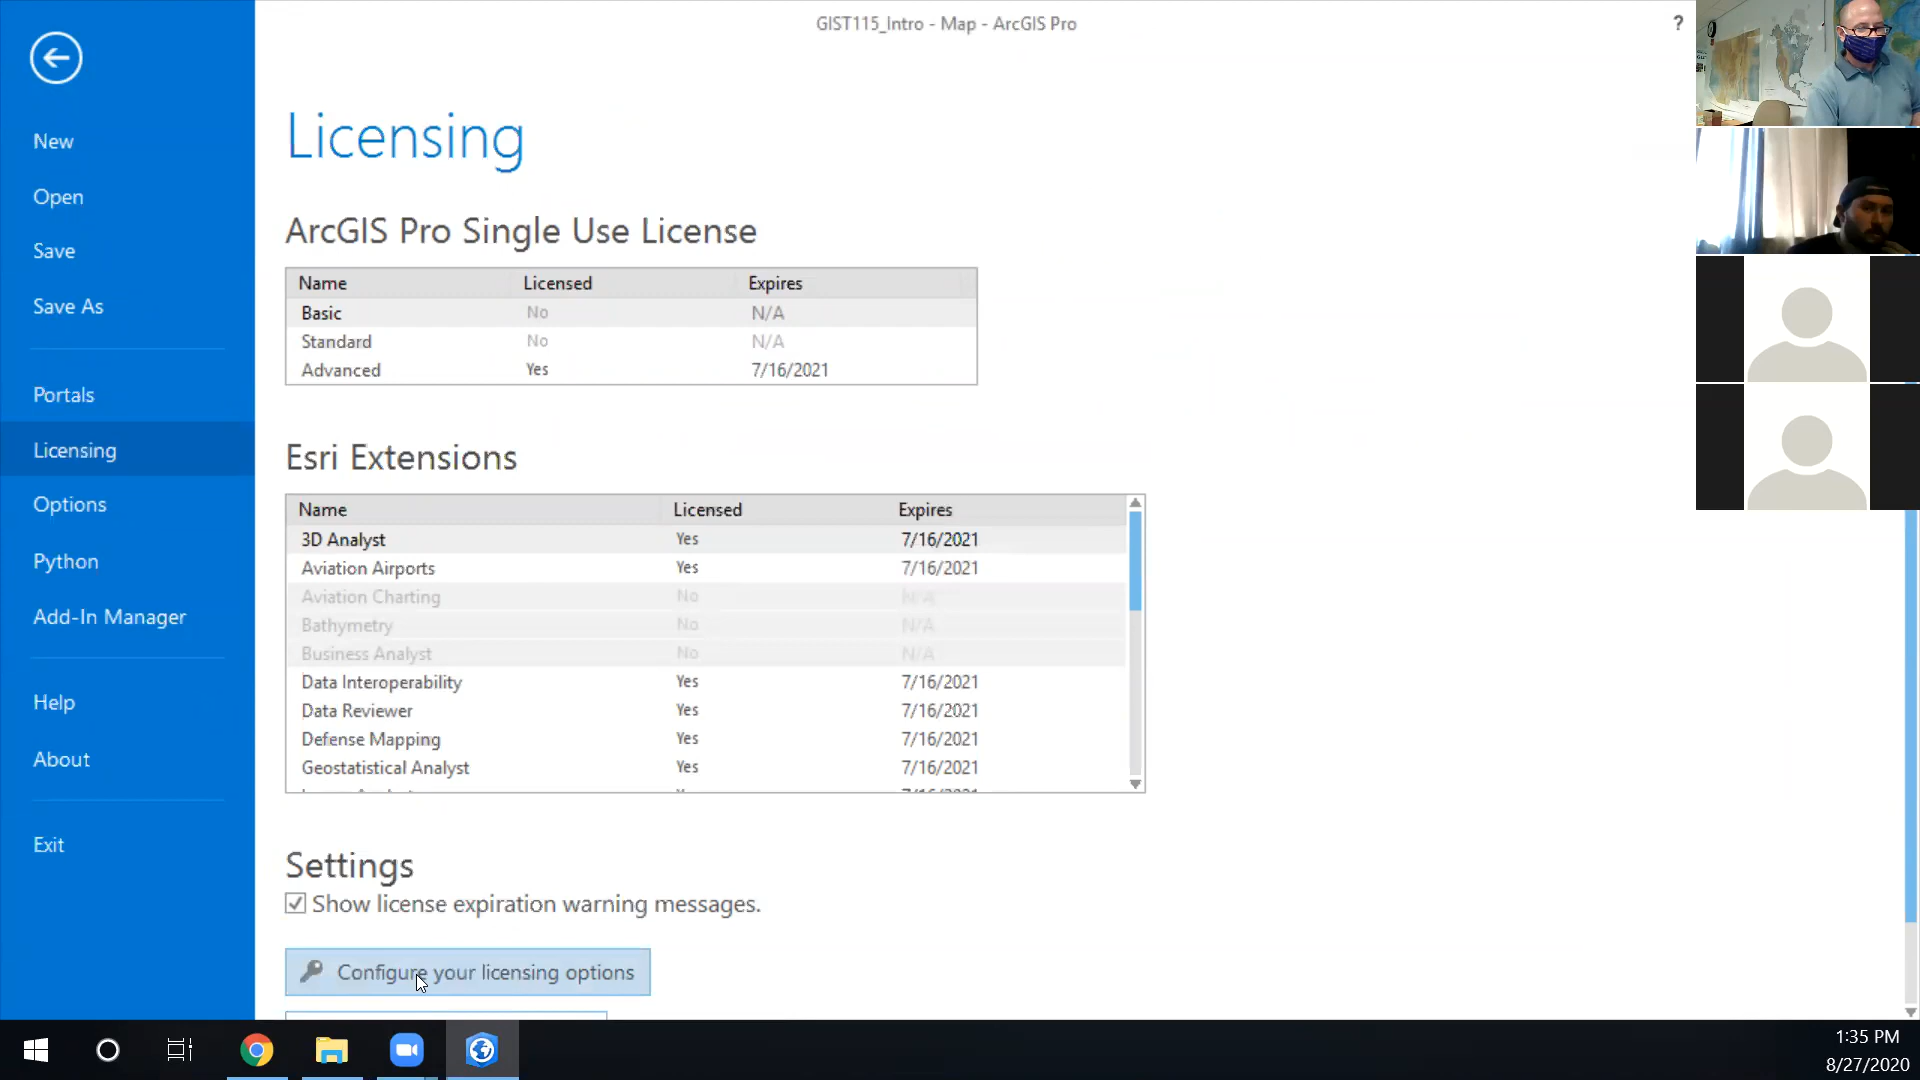 GIST115_Intro - Map - ArcGIS Pro
?
New
Open
Save
Save As
Portals
Licensing
Options
Python
Add-In Manager
Help
About
Exit
Licensing
ArcGIS Pro Single Use License
Name Licensed Expires
Basic No N/A
Standard No N/A
Advanced Yes 7/16/2021
Esri Extensions
Name Licensed Expires
3D Analyst Yes 7/16/2021
Aviation Airports Yes 7/16/2021
Aviation Charting No N/A
Bathymetry No N/A
Business Analyst No N/A
Data Interoperability Yes 7/16/2021
Data Reviewer Yes 7/16/2021
Defense Mapping Yes 7/16/2021
Geostatistical Analyst Yes 7/16/2021
Settings
Show license expiration warning messages.
Configure your licensing options
1:35 PM
8/27/2020